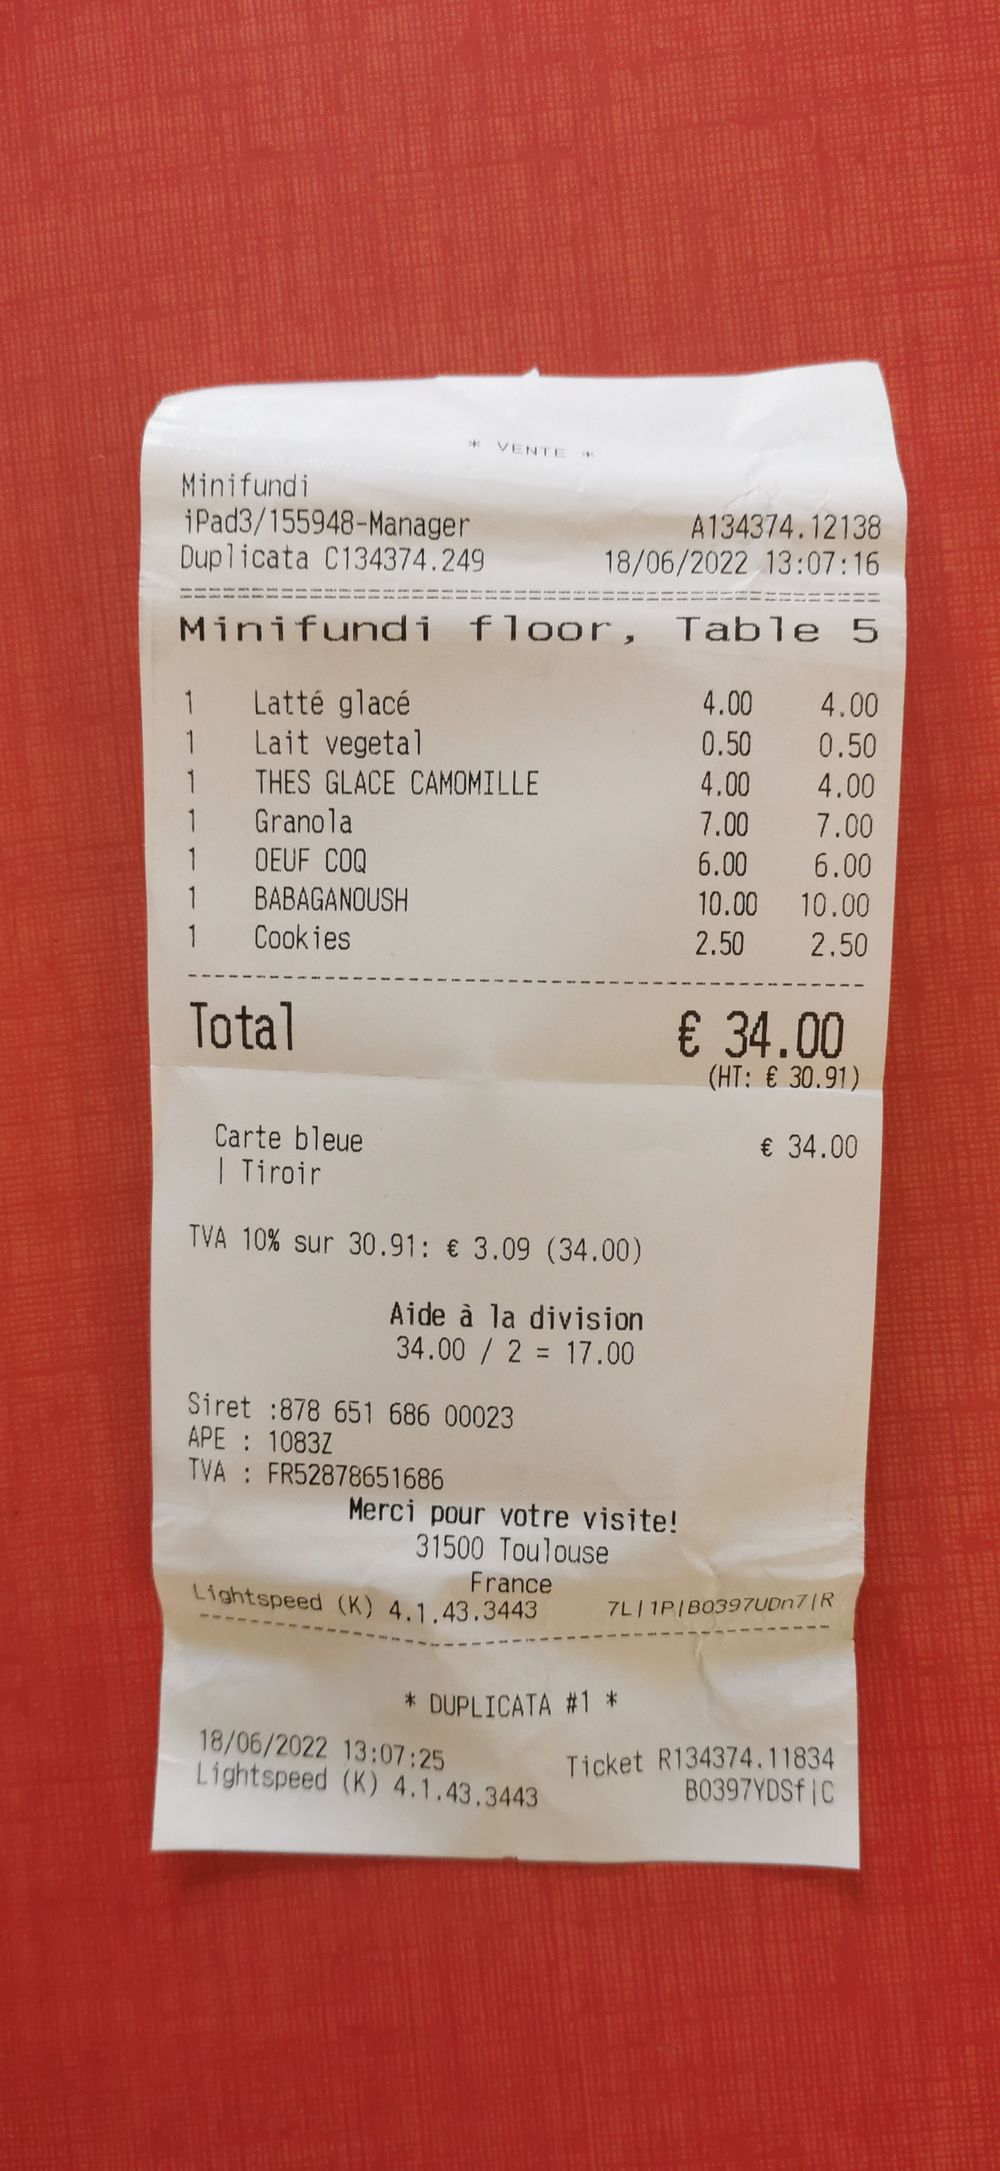 * VENTE *
Minifundi
iPad3/155948-Manager A134374.12138
Duplicata C134374.249 18/06/2022 13:07:16
Minifundi floor, Table 5
1 Latté glacé 4.00 4.00
1 Lait vegetal 0.50 0.50
1 THES GLACE CAMOMILLE 4.00 4.00
1 Granola 7.00 7.00
1 OEUF COQ 6.00 6.00
1 BABAGANOUSH 10.00 10.00
1 Cookies 2.50 2.50
Total € 34.00
(HT: € 30.91)
Carte bleue € 34.00
| Tiroir
TVA 10% sur 30.91: € 3.09 (34.00)
Aide à la division
34.00 / 2 = 17.00
Siret :878 651 686 00023
APE : 1083Z
TVA : FR52878651686
Merci pour votre visite!
31500 Toulouse
France
Lightspeed (K) 4.1.43.3443 7L|1P|B0397UDn7|R
* DUPLICATA #1 *
18/06/2022 13:07:25 Ticket R134374.11834
Lightspeed (K) 4.1.43.3443 B0397YDSf|C